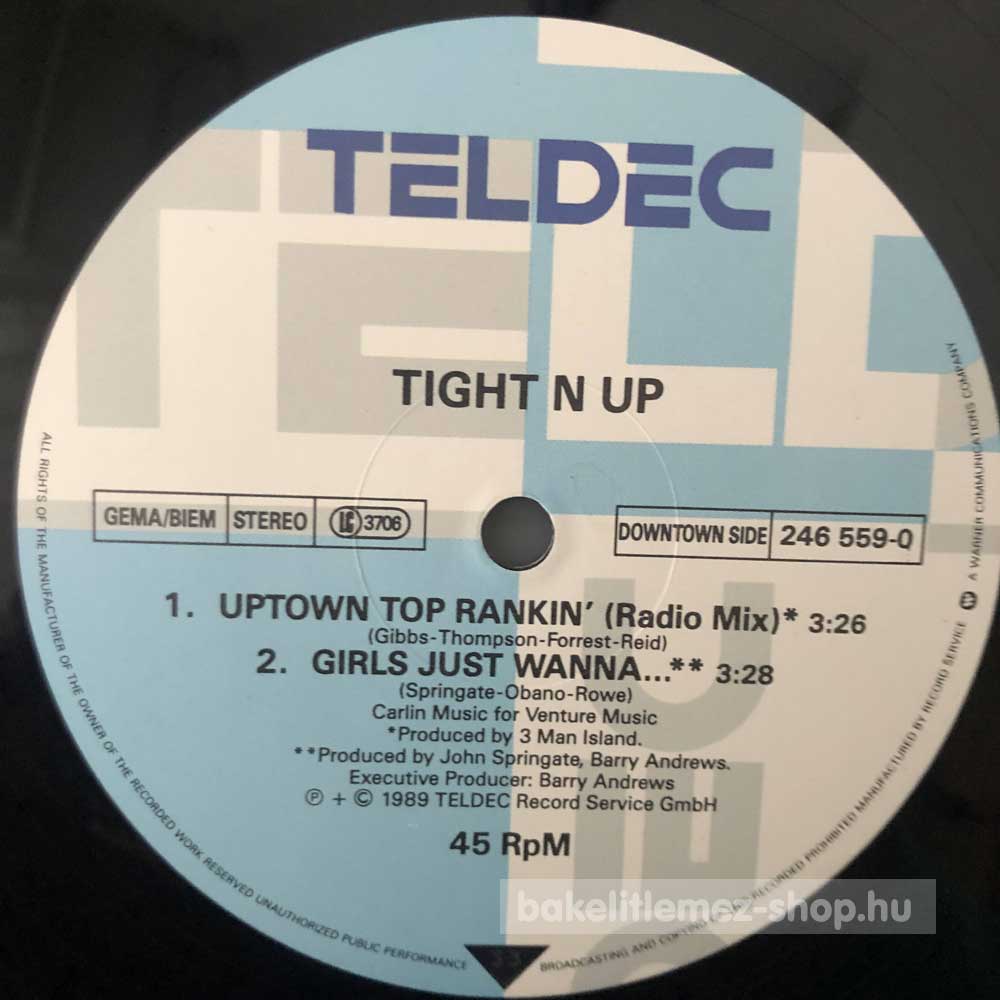 TELDEC
TIGHT N UP
GEMA/BIEM STEREO LC 3706
DOWNTOWN SIDE 246 559-Q
1. UPTOWN TOP RANKIN' (Radio Mix)* 3:26
(Gibbs-Thompson-Forrest-Reid)
2. GIRLS JUST WANNA...** 3:28
(Springate-Obano-Rowe)
Carlin Music for Venture Music
*Produced by 3 Man Island.
**Produced by John Springate, Barry Andrews.
Executive Producer: Barry Andrews
℗ + © 1989 TELDEC Record Service GmbH
45 RpM
ALL RIGHTS OF THE MANUFACTURER OF THE OWNER OF THE RECORDED WORK RESERVED UNAUTHORIZED PUBLIC PERFORMANCE
BROADCASTING AND COPYING RECORDED PROHIBITED MANUFACTURED BY RECORD SERVICE A WARNER COMMUNICATIONS COMPANY
33
bakelitlemez-shop.hu